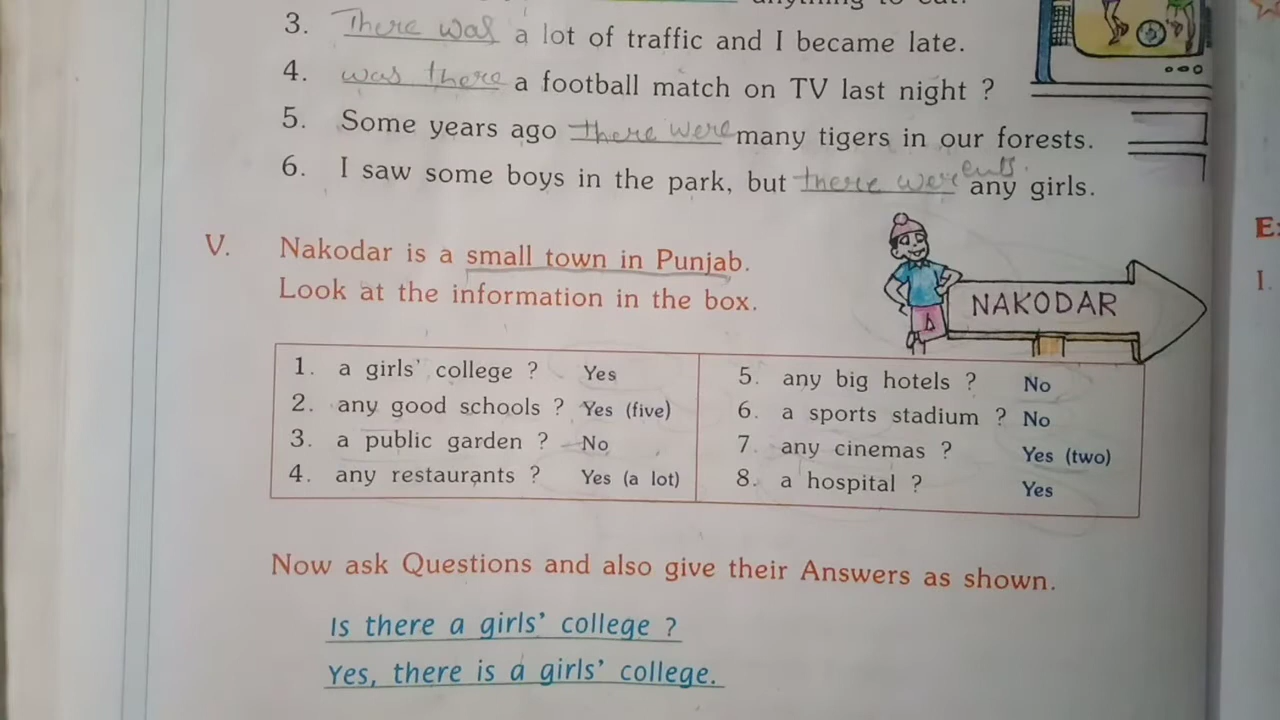 anything to eat.
3. There was a lot of traffic and I became late.
4. was there a football match on TV last night ?
5. Some years ago there were many tigers in our forests.
6. I saw some boys in the park, but there were any girls.
V. Nakodar is a small town in Punjab.
Look at the information in the box.
NAKODAR
1. a girls' college ? Yes
2. any good schools ? Yes (five)
3. a public garden ? No
4. any restaurants ? Yes (a lot)
5. any big hotels ? No
6. a sports stadium ? No
7. any cinemas ? Yes (two)
8. a hospital ? Yes
Now ask Questions and also give their Answers as shown.
Is there a girls' college ?
Yes, there is a girls' college.
I.